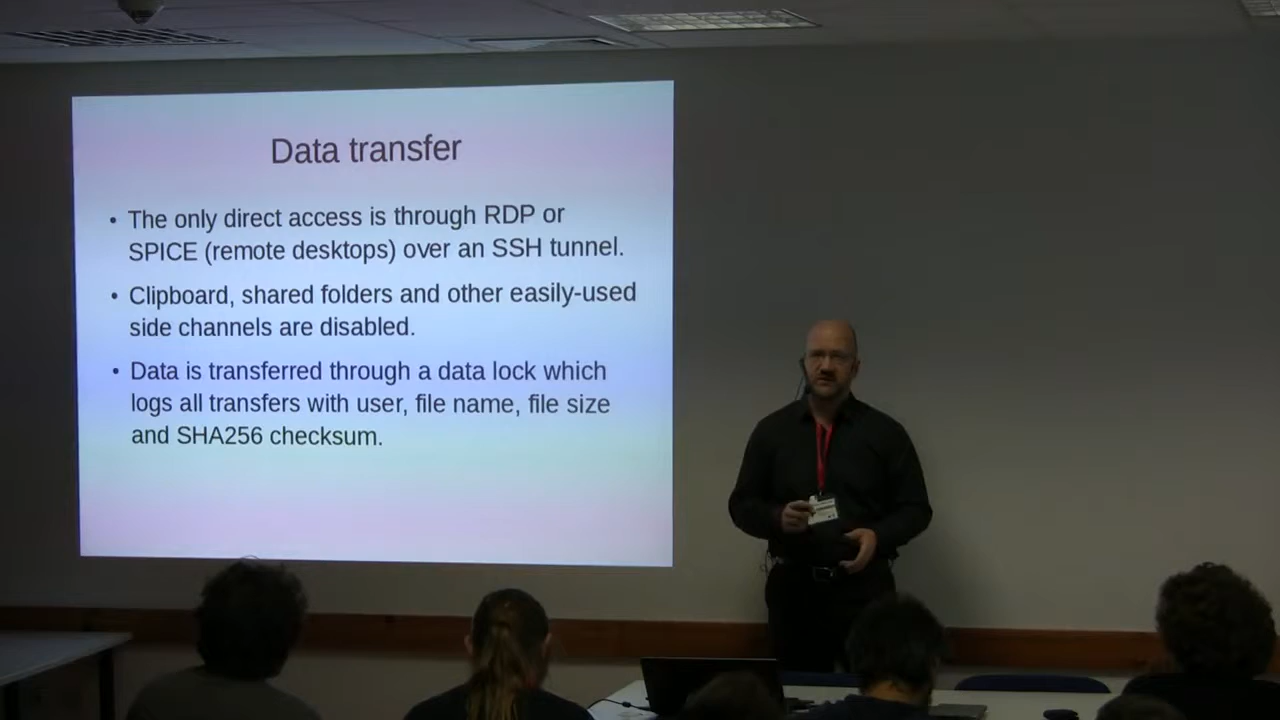 Data transfer
• The only direct access is through RDP or
SPICE (remote desktops) over an SSH tunnel.
• Clipboard, shared folders and other easily-used
side channels are disabled.
• Data is transferred through a data lock which
logs all transfers with user, file name, file size
and SHA256 checksum.